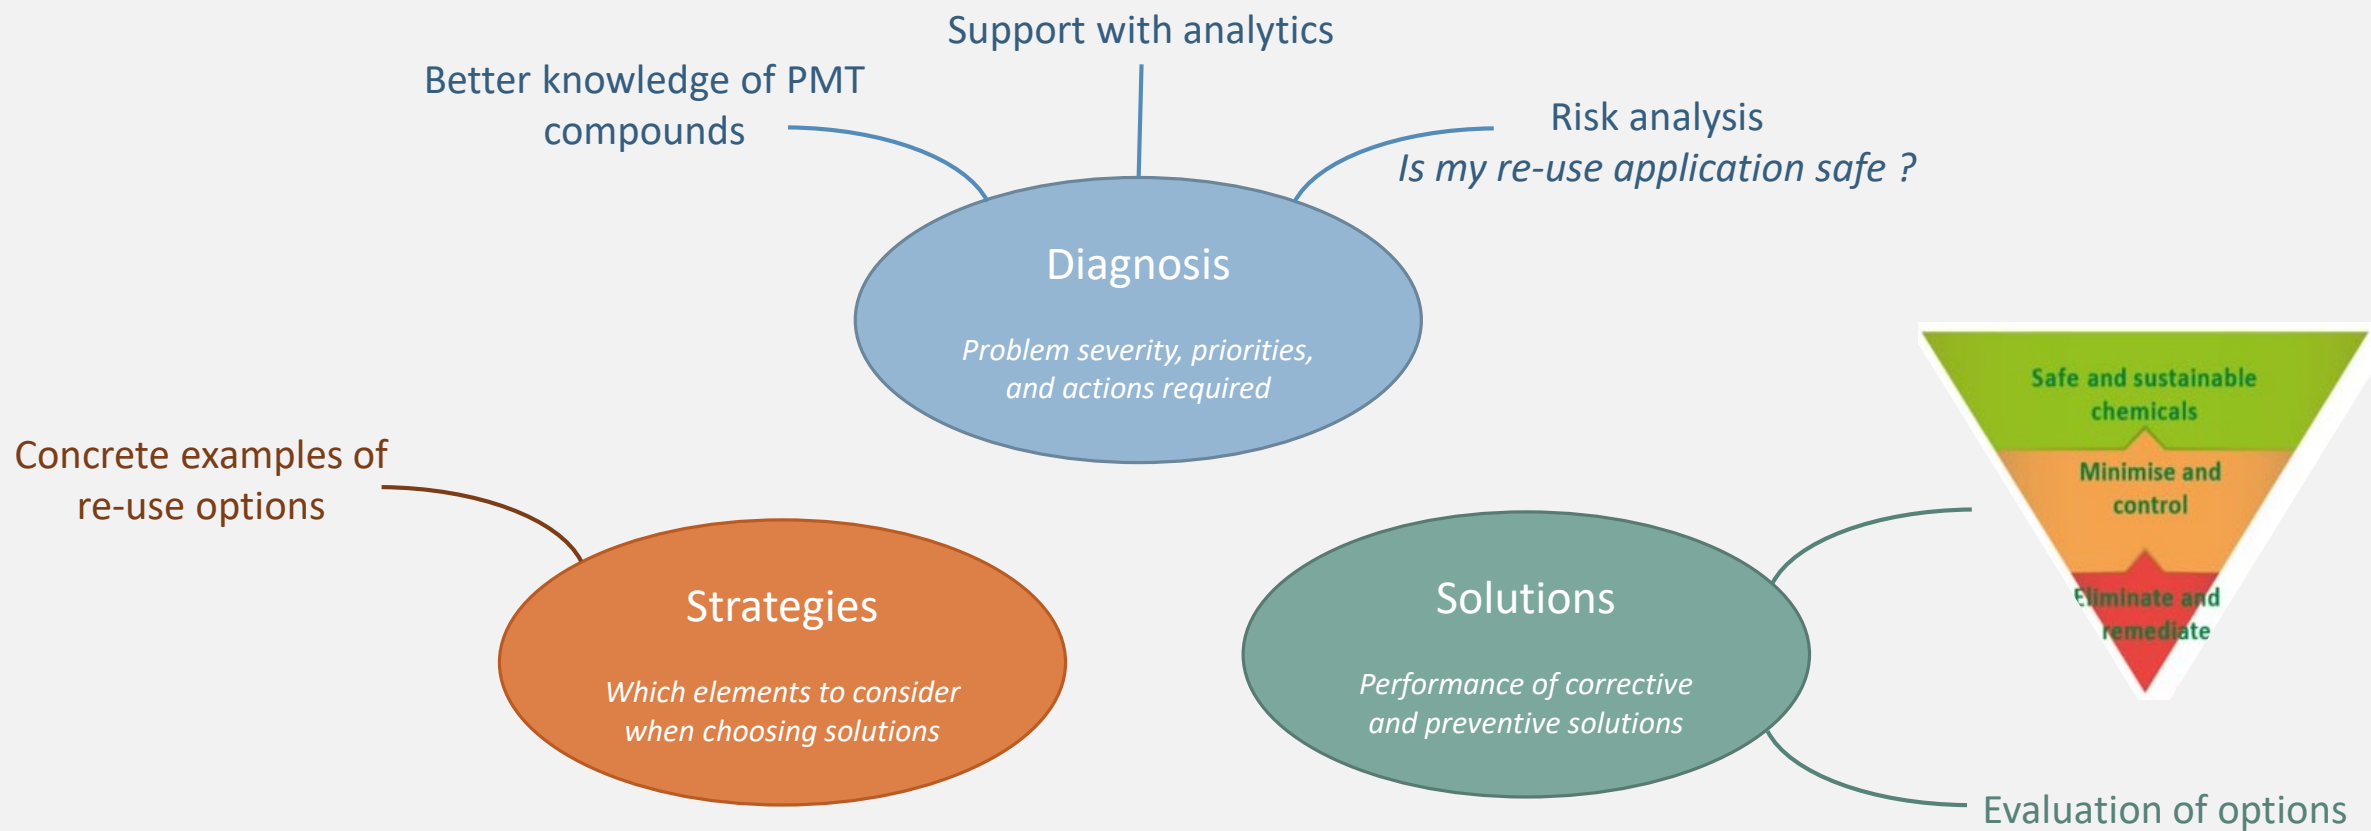 Support with analytics
Better knowledge of PMT
compounds
Risk analysis
Is my re-use application safe ?
Diagnosis
Problem severity, priorities,
and actions required
Safe and sustainable
chemicals
Minimise and
control
Eliminate and
remediate
Concrete examples of
re-use options
Strategies
Which elements to consider
when choosing solutions
Solutions
Performance of corrective
and preventive solutions
Evaluation of options